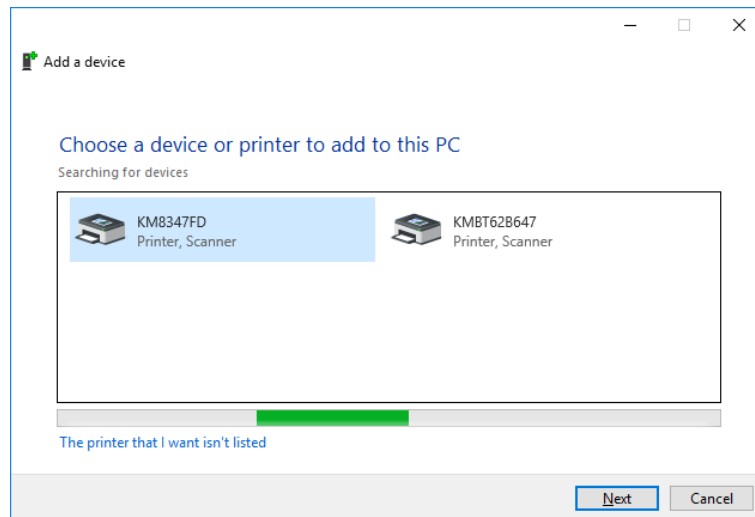 Add a device
Choose a device or printer to add to this PC
Searching for devices
KM8347FD
Printer, Scanner
KMBT62B647
Printer, Scanner
The printer that I want isn't listed
Next
Cancel